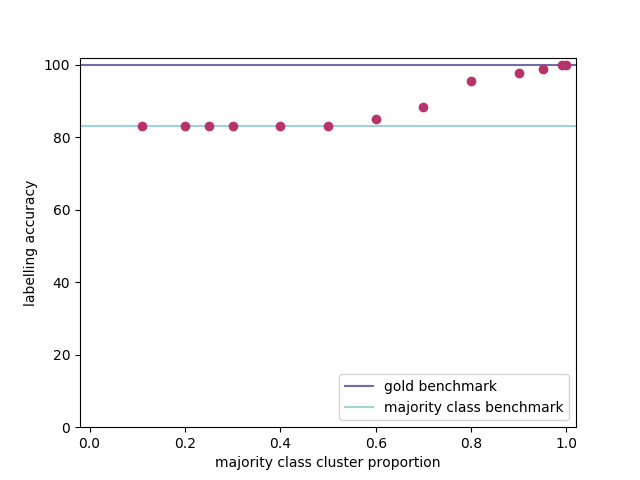 100
80
60
40
20
0
labelling accuracy
gold benchmark
majority class benchmark
0.0 0.2 0.4 0.6 0.8 1.0
majority class cluster proportion